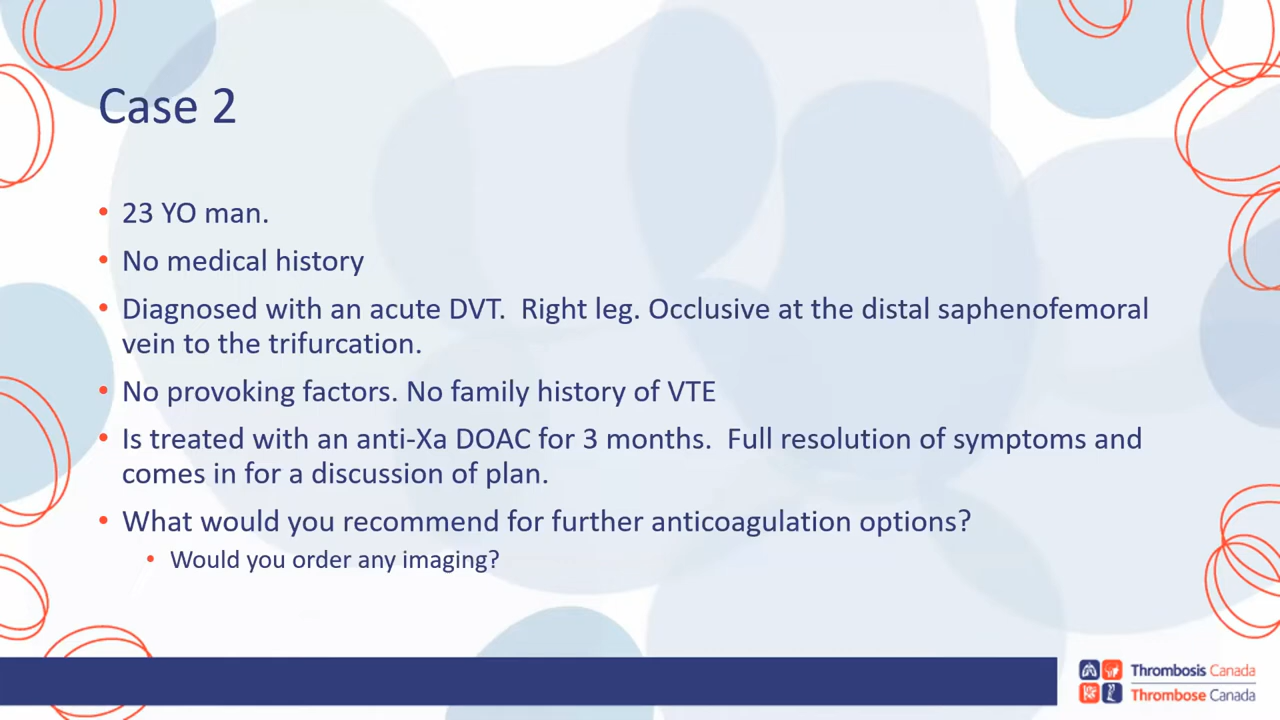 Case 2
• 23 YO man.
• No medical history
• Diagnosed with an acute DVT.  Right leg. Occlusive at the distal saphenofemoral
vein to the trifurcation.
• No provoking factors. No family history of VTE
• Is treated with an anti-Xa DOAC for 3 months.  Full resolution of symptoms and
comes in for a discussion of plan.
• What would you recommend for further anticoagulation options?
• Would you order any imaging?
Thrombosis Canada
Thrombose Canada